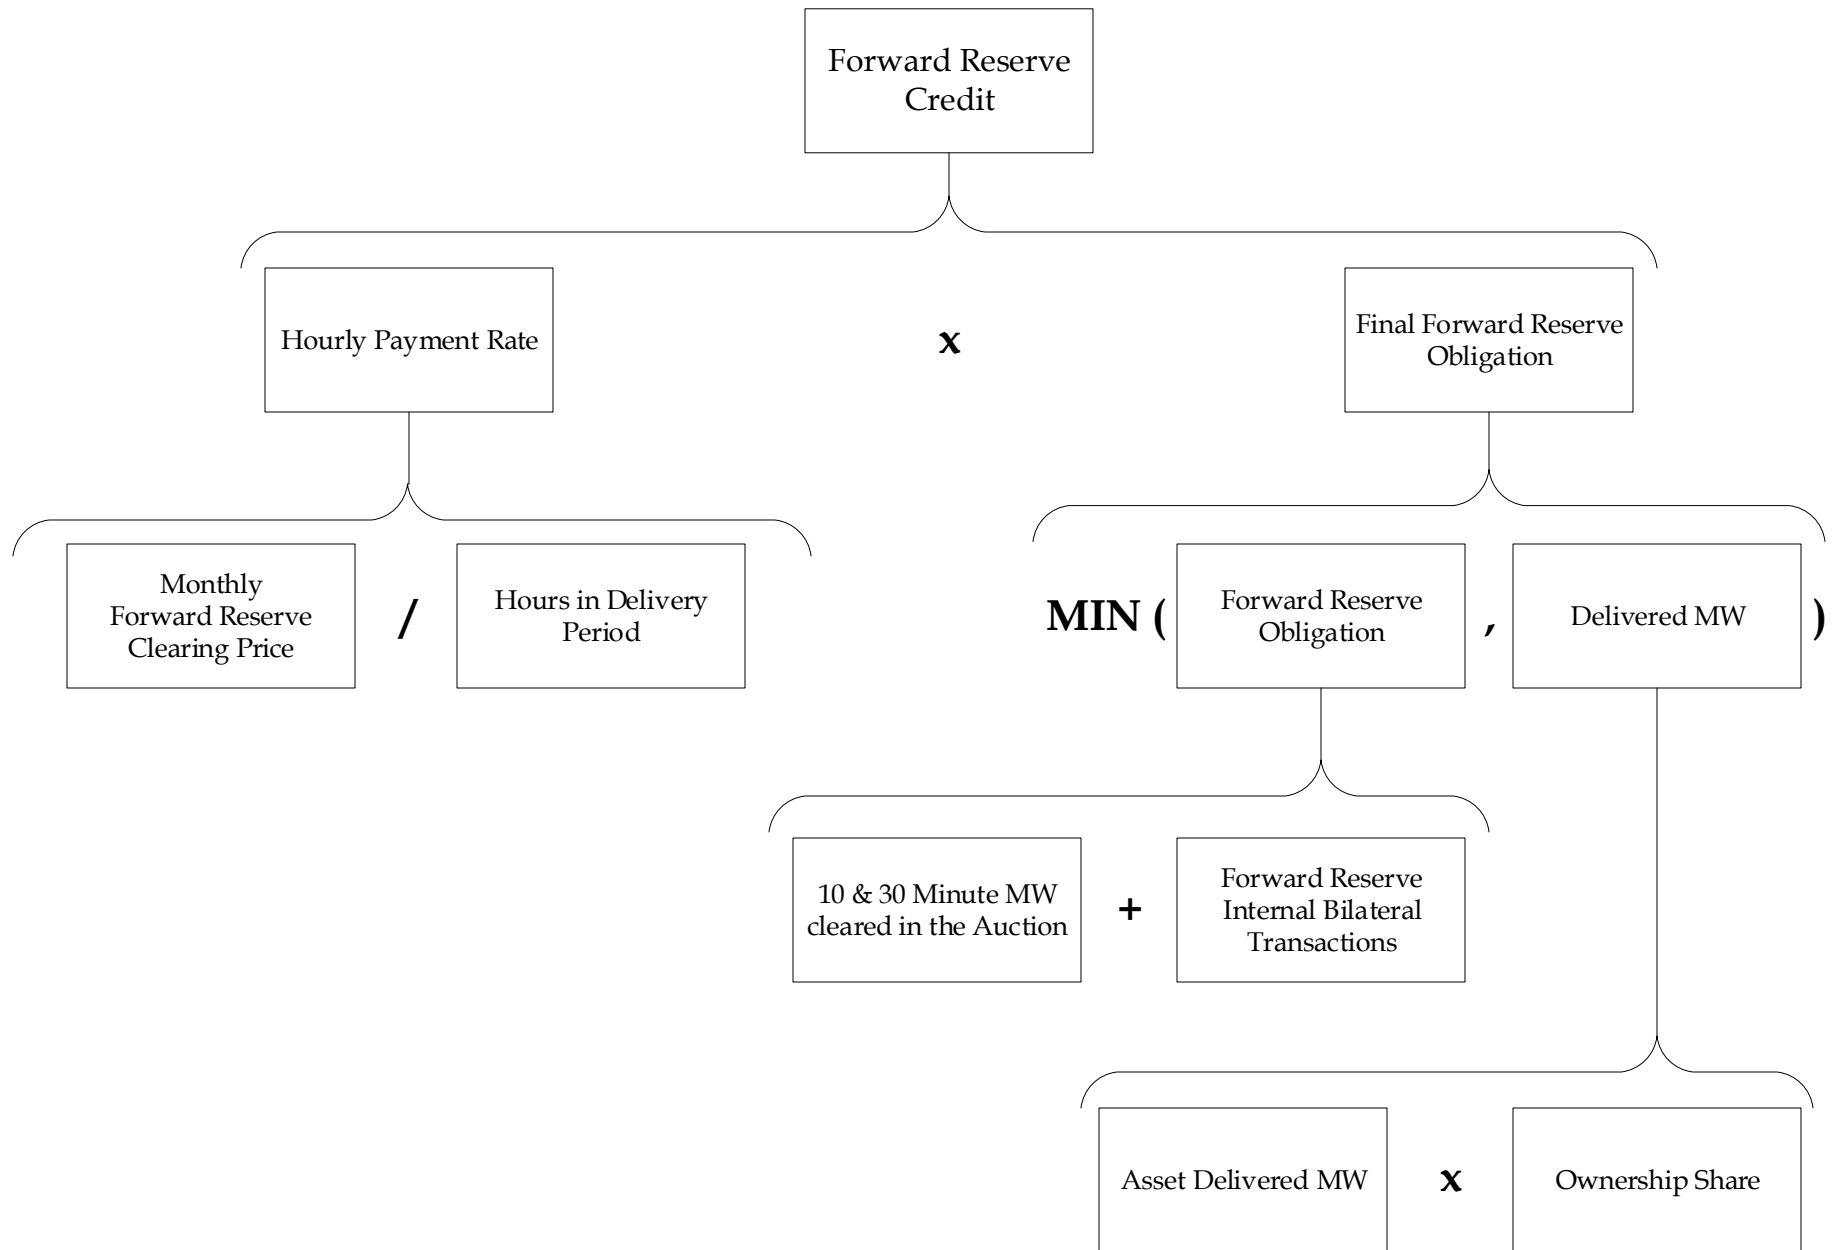 Forward Reserve
Credit
Hourly Payment Rate
x
Final Forward Reserve
Obligation
Monthly
Forward Reserve
Clearing Price
/
Hours in Delivery
Period
MIN (
Forward Reserve
Obligation
,
Delivered MW
)
10 & 30 Minute MW
cleared in the Auction
+
Forward Reserve
Internal Bilateral
Transactions
Asset Delivered MW
x
Ownership Share